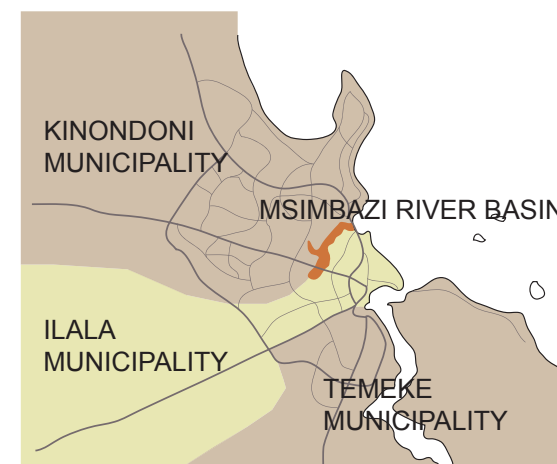 KINONDONI
MUNICIPALITY
MSIMBAZI RIVER BASIN
ILALA
MUNICIPALITY
TEMEKE
MUNICIPALITY